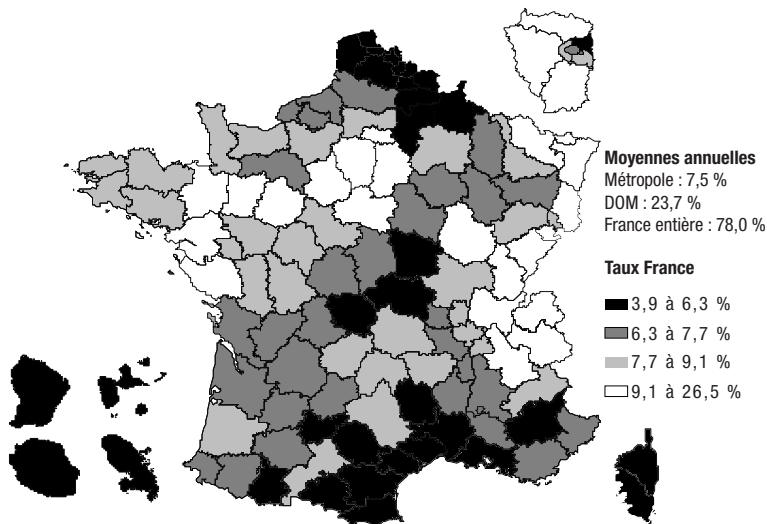 Moyennes annuelles
Métropole : 7,5 %
DOM : 23,7 %
France entière : 78,0 %
Taux France
3,9 à 6,3 %
6,3 à 7,7 %
7,7 à 9,1 %
9,1 à 26,5 %